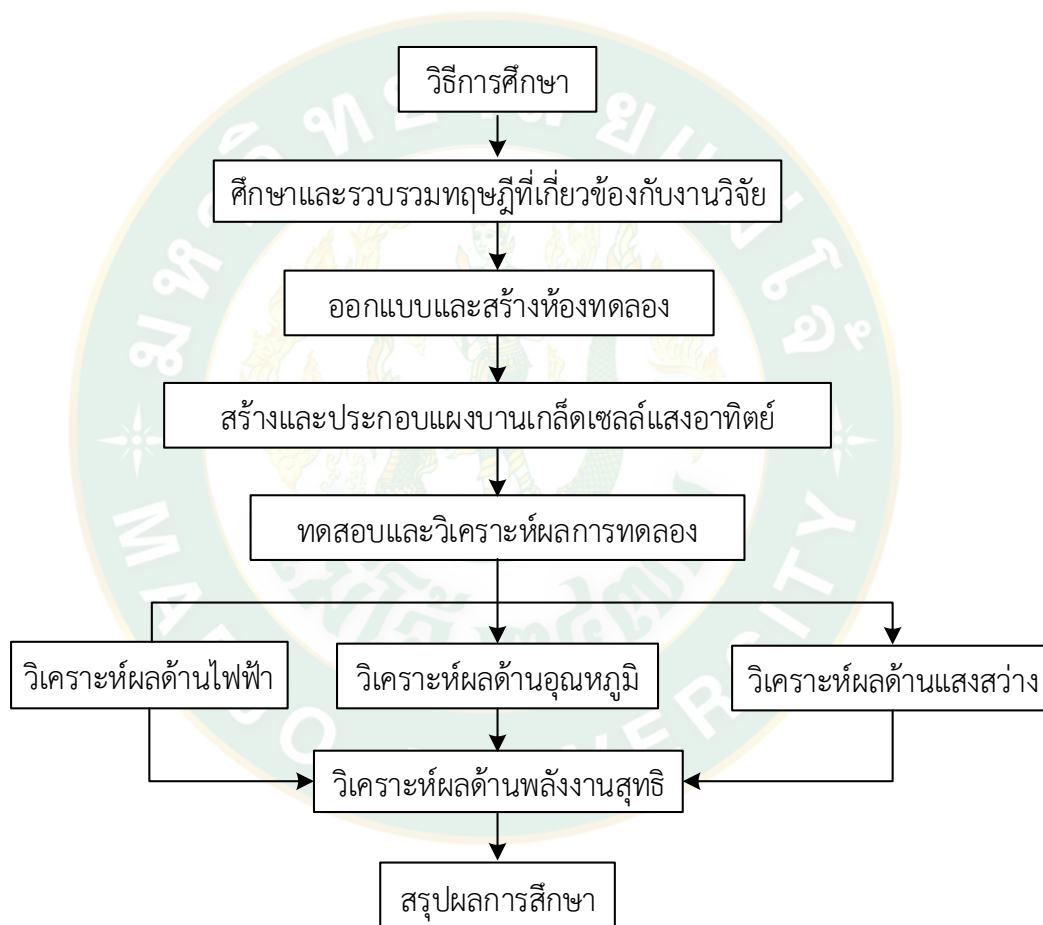 วิธีการศึกษา
ศึกษาและรวบรวมทฤษฎีที่เกี่ยวข้องกับงานวิจัย
ออกแบบและสร้างห้องทดลอง
สร้างและประกอบแผงบานเกล็ดเซลล์แสงอาทิตย์
ทดสอบและวิเคราะห์ผลการทดลอง
วิเคราะห์ผลด้านไฟฟ้า
วิเคราะห์ผลด้านอุณหภูมิ
วิเคราะห์ผลด้านแสงสว่าง
วิเคราะห์ผลด้านพลังงานสุทธิ
สรุปผลการสึกษา
MAEJO UNIVERSITY